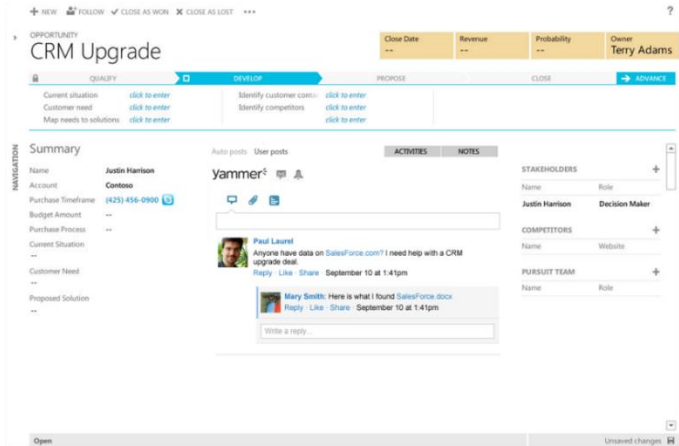 NEW FOLLOW CLOSE AS WON CLOSE AS LOST ••• ?
OPPORTUNITY
CRM Upgrade
Close Date Revenue Probability Owner
-- -- -- Terry Adams
QUALIFY DEVELOP PROPOSE CLOSE ADVANCE
Current situation click to enter Identify customer conta click to enter
Customer need click to enter Identify competitors click to enter
Map needs to solutions click to enter click to enter
NAVIGATION
Summary
Name Justin Harrison
Account Contoso
Purchase Timeframe (425) 456-0900
Budget Amount --
Purchase Process --
Current Situation
--
Customer Need
--
Proposed Solution
--
Auto posts User posts ACTIVITIES NOTES
yammer
Paul Laurel
Anyone have data on SalesForce.com? I need help with a CRM
upgrade deal.
Reply · Like · Share · September 10 at 1:41pm
Mary Smith: Here is what I found SalesForce.docx
Reply · Like · Share · September 10 at 1:41pm
Write a reply...
STAKEHOLDERS +
Name Role
Justin Harrison Decision Maker
COMPETITORS +
Name Website
PURSUIT TEAM +
Name Role
Open Unsaved changes